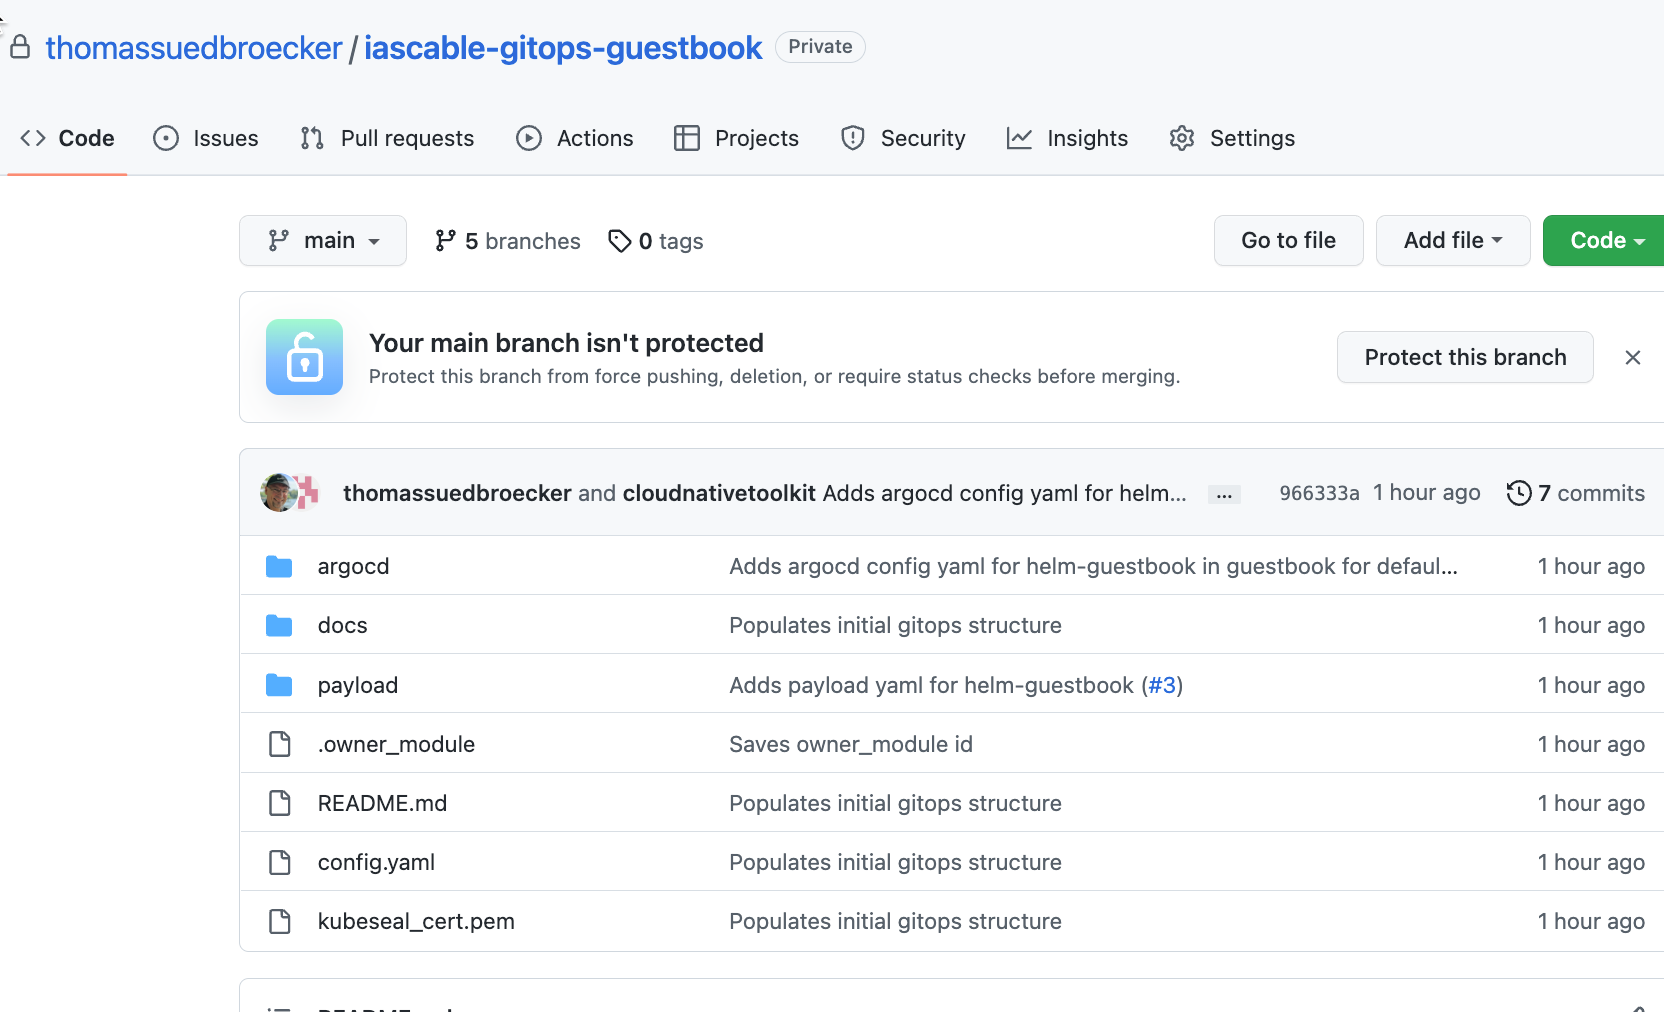 thomassuedbroecker / iascable-gitops-guestbook Private
Code Issues Pull requests Actions Projects Security Insights Settings
main 5 branches 0 tags Go to file Add file Code
Your main branch isn't protected
Protect this branch from force pushing, deletion, or require status checks before merging.
Protect this branch
thomassuedbroecker and cloudnativetoolkit Adds argocd config yaml for helm... ... 966333a 1 hour ago 7 commits
argocd Adds argocd config yaml for helm-guestbook in guestbook for defaul... 1 hour ago
docs Populates initial gitops structure 1 hour ago
payload Adds payload yaml for helm-guestbook (#3) 1 hour ago
.owner_module Saves owner_module id 1 hour ago
README.md Populates initial gitops structure 1 hour ago
config.yaml Populates initial gitops structure 1 hour ago
kubeseal_cert.pem Populates initial gitops structure 1 hour ago